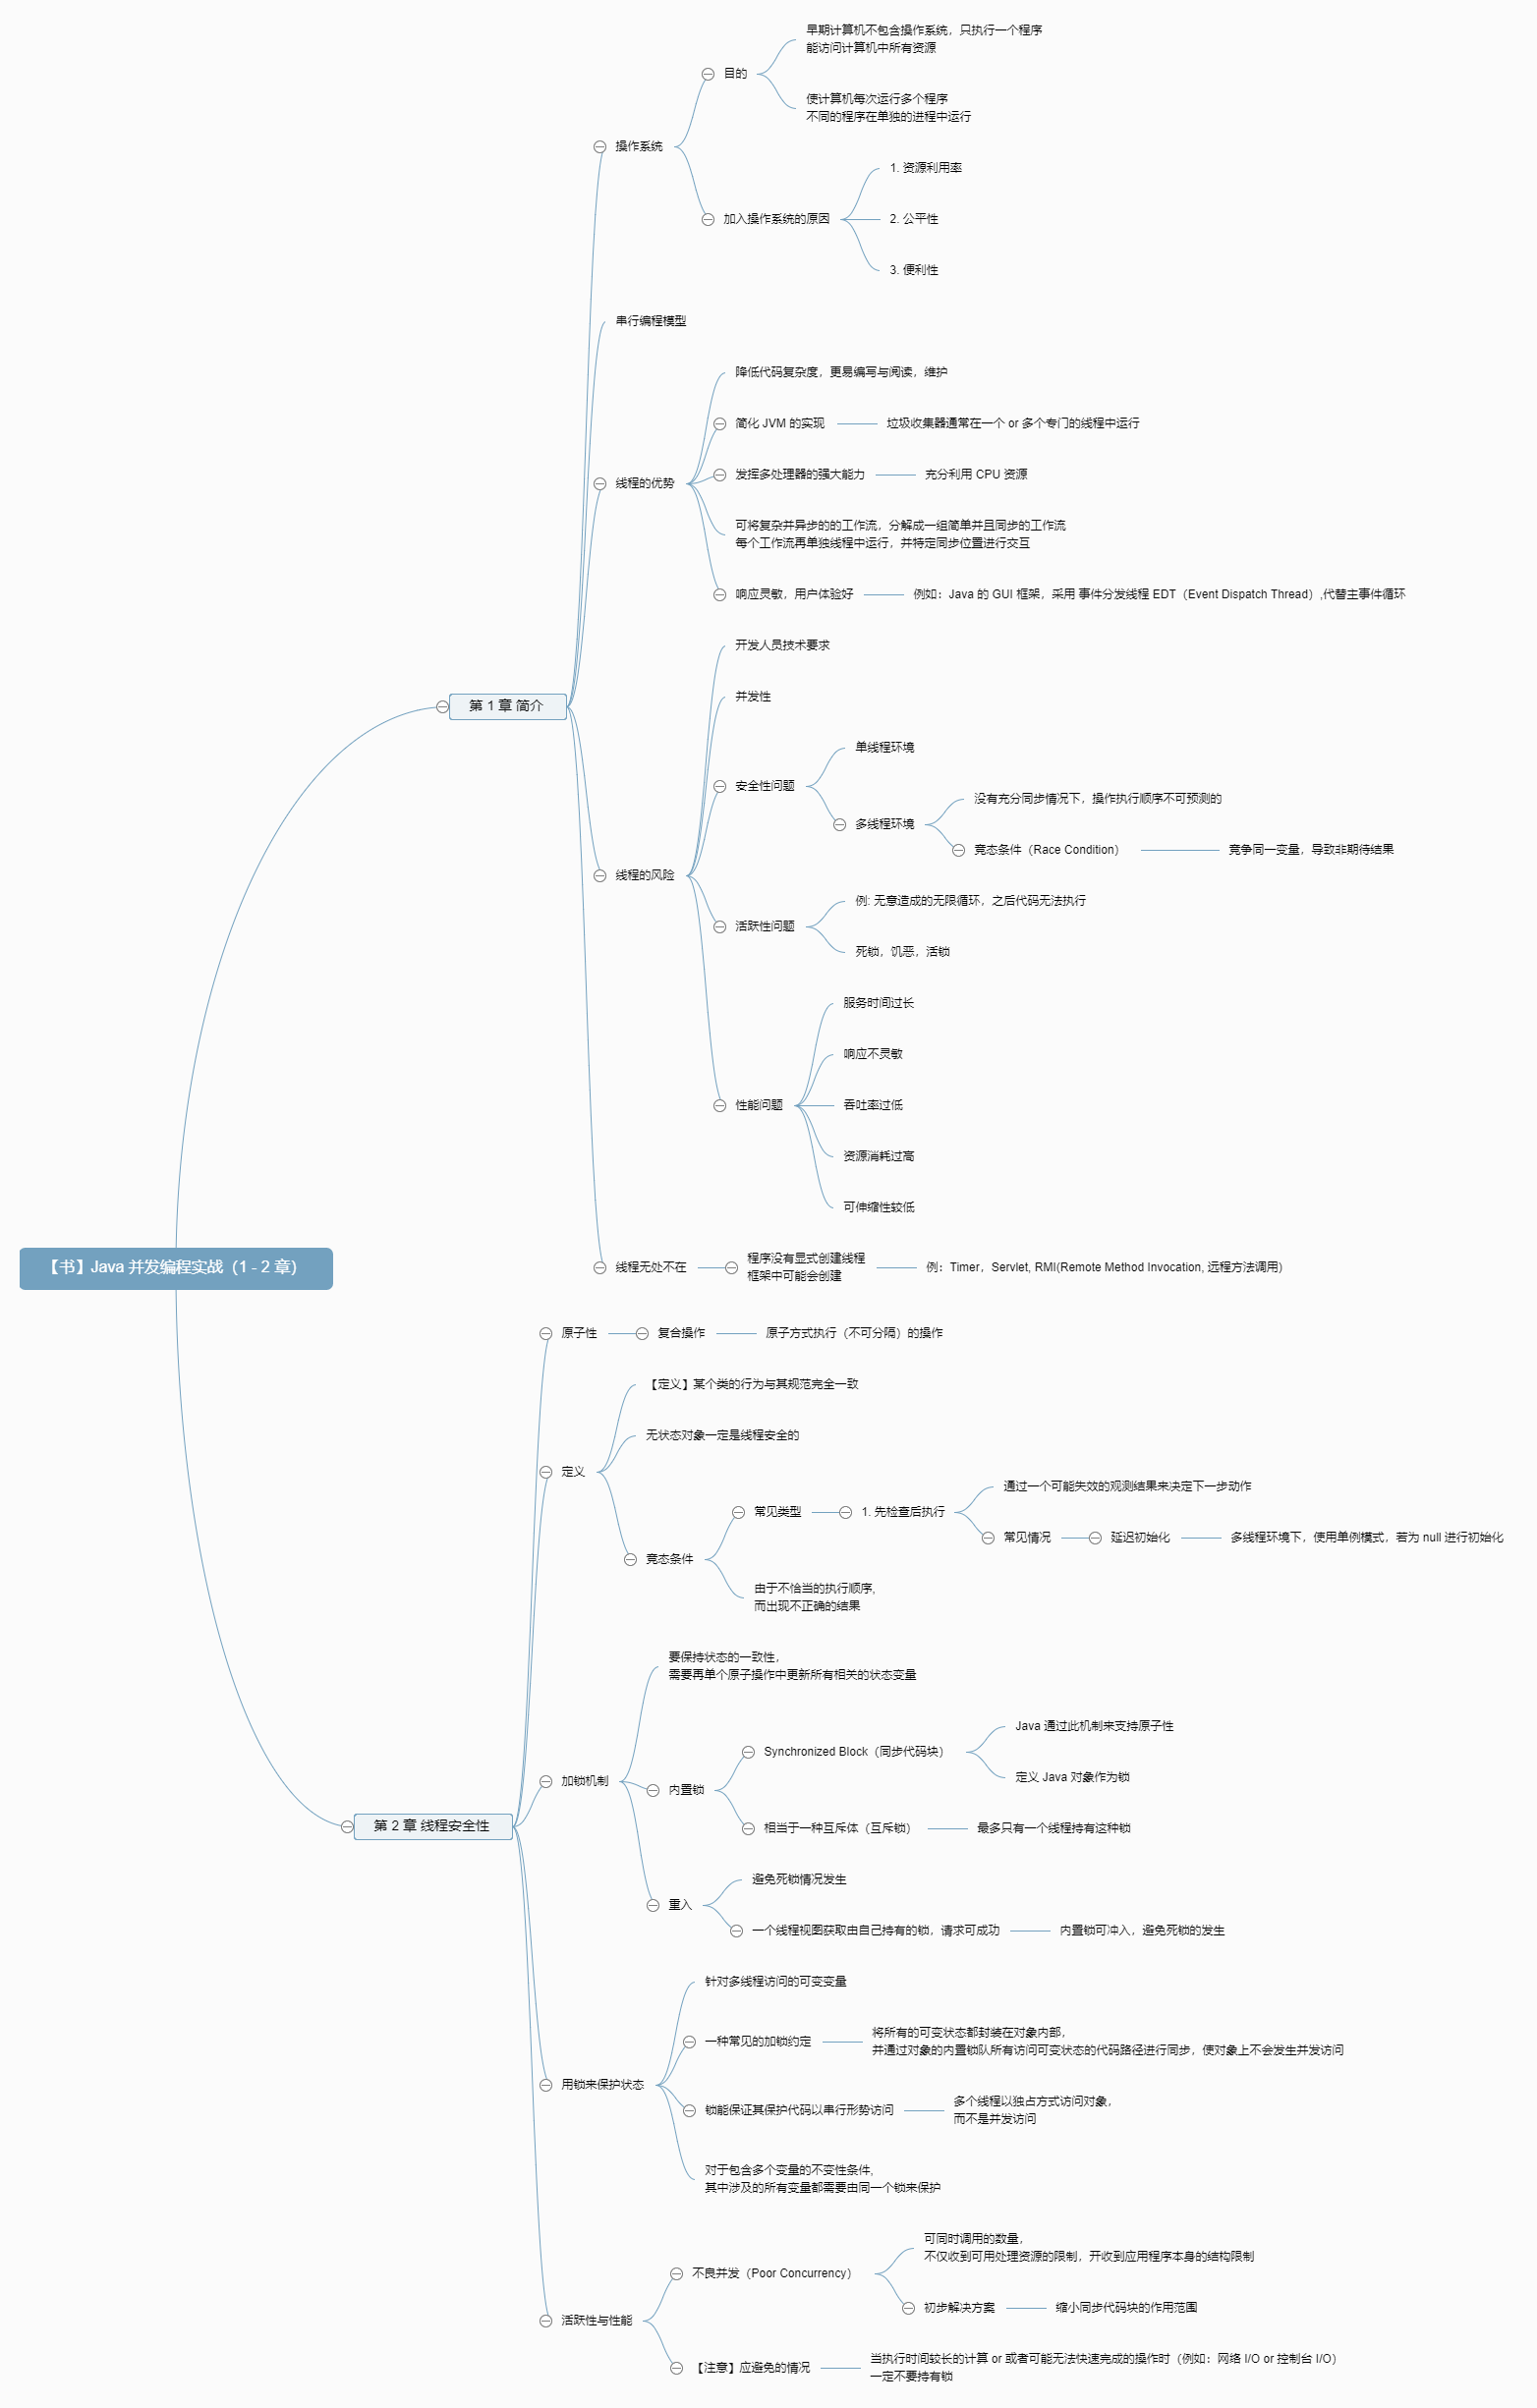 【书】Java 并发编程实战（1 - 2 章）
第 1 章 简介
操作系统
目的
早期计算机不包含操作系统，只执行一个程序
能访问计算机中所有资源
使计算机每次运行多个程序
不同的程序在单独的进程中运行
加入操作系统的原因
1. 资源利用率
2. 公平性
3. 便利性
串行编程模型
线程的优势
降低代码复杂度，更易编写与阅读，维护
简化 JVM 的实现
垃圾收集器通常在一个 or 多个专门的线程中运行
发挥多处理器的强大能力
充分利用 CPU 资源
可将复杂并异步的的工作流，分解成一组简单并且同步的工作流
每个工作流再单独线程中运行，并特定同步位置进行交互
响应灵敏，用户体验好
例如：Java 的 GUI 框架，采用 事件分发线程 EDT（Event Dispatch Thread）,代替主事件循环
线程的风险
开发人员技术要求
并发性
安全性问题
单线程环境
多线程环境
没有充分同步情况下，操作执行顺序不可预测的
竞态条件（Race Condition）
竞争同一变量，导致非期待结果
活跃性问题
例: 无意造成的无限循环，之后代码无法执行
死锁，饥恶，活锁
性能问题
服务时间过长
响应不灵敏
吞吐率过低
资源消耗过高
可伸缩性较低
线程无处不在
程序没有显式创建线程
框架中可能会创建
例：Timer，Servlet, RMI(Remote Method Invocation, 远程方法调用)
第 2 章 线程安全性
原子性
复合操作
原子方式执行（不可分隔）的操作
定义
【定义】某个类的行为与其规范完全一致
无状态对象一定是线程安全的
竞态条件
常见类型
1. 先检查后执行
通过一个可能失效的观测结果来决定下一步动作
常见情况
延迟初始化
多线程环境下，使用单例模式，若为 null 进行初始化
由于不恰当的执行顺序,
而出现不正确的结果
加锁机制
要保持状态的一致性，
需要再单个原子操作中更新所有相关的状态变量
内置锁
Synchronized Block（同步代码块）
Java 通过此机制来支持原子性
定义 Java 对象作为锁
相当于一种互斥体（互斥锁）
最多只有一个线程持有这种锁
重入
避免死锁情况发生
一个线程视图获取由自己持有的锁，请求可成功
内置锁可冲入，避免死锁的发生
用锁来保护状态
针对多线程访问的可变变量
一种常见的加锁约定
将所有的可变状态都封装在对象内部，
并通过对象的内置锁队所有访问可变状态的代码路径进行同步，使对象上不会发生并发访问
锁能保证其保护代码以串行形势访问
多个线程以独占方式访问对象，
而不是并发访问
对于包含多个变量的不变性条件,
其中涉及的所有变量都需要由同一个锁来保护
活跃性与性能
不良并发（Poor Concurrency）
可同时调用的数量，
不仅收到可用处理资源的限制，开收到应用程序本身的结构限制
初步解决方案
缩小同步代码块的作用范围
【注意】应避免的情况
当执行时间较长的计算 or 或者可能无法快速完成的操作时（例如：网络 I/O or 控制台 I/O）
一定不要持有锁